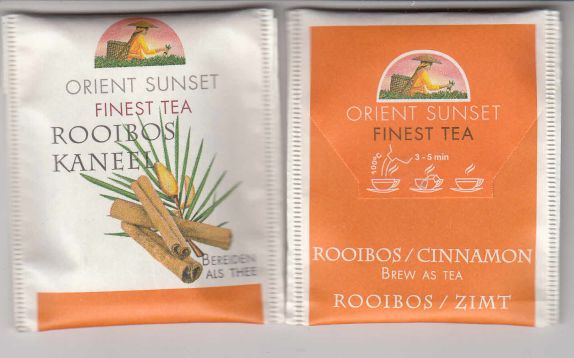 ORIENT SUNSET
FINEST TEA
ROOIBOS
KANEEL
BEREIDEN
ALS THEE
ORIENT SUNSET
FINEST TEA
100°C
3 - 5 min
ROOIBOS / CINNAMON
BREW AS TEA
ROOIBOS / ZIMT